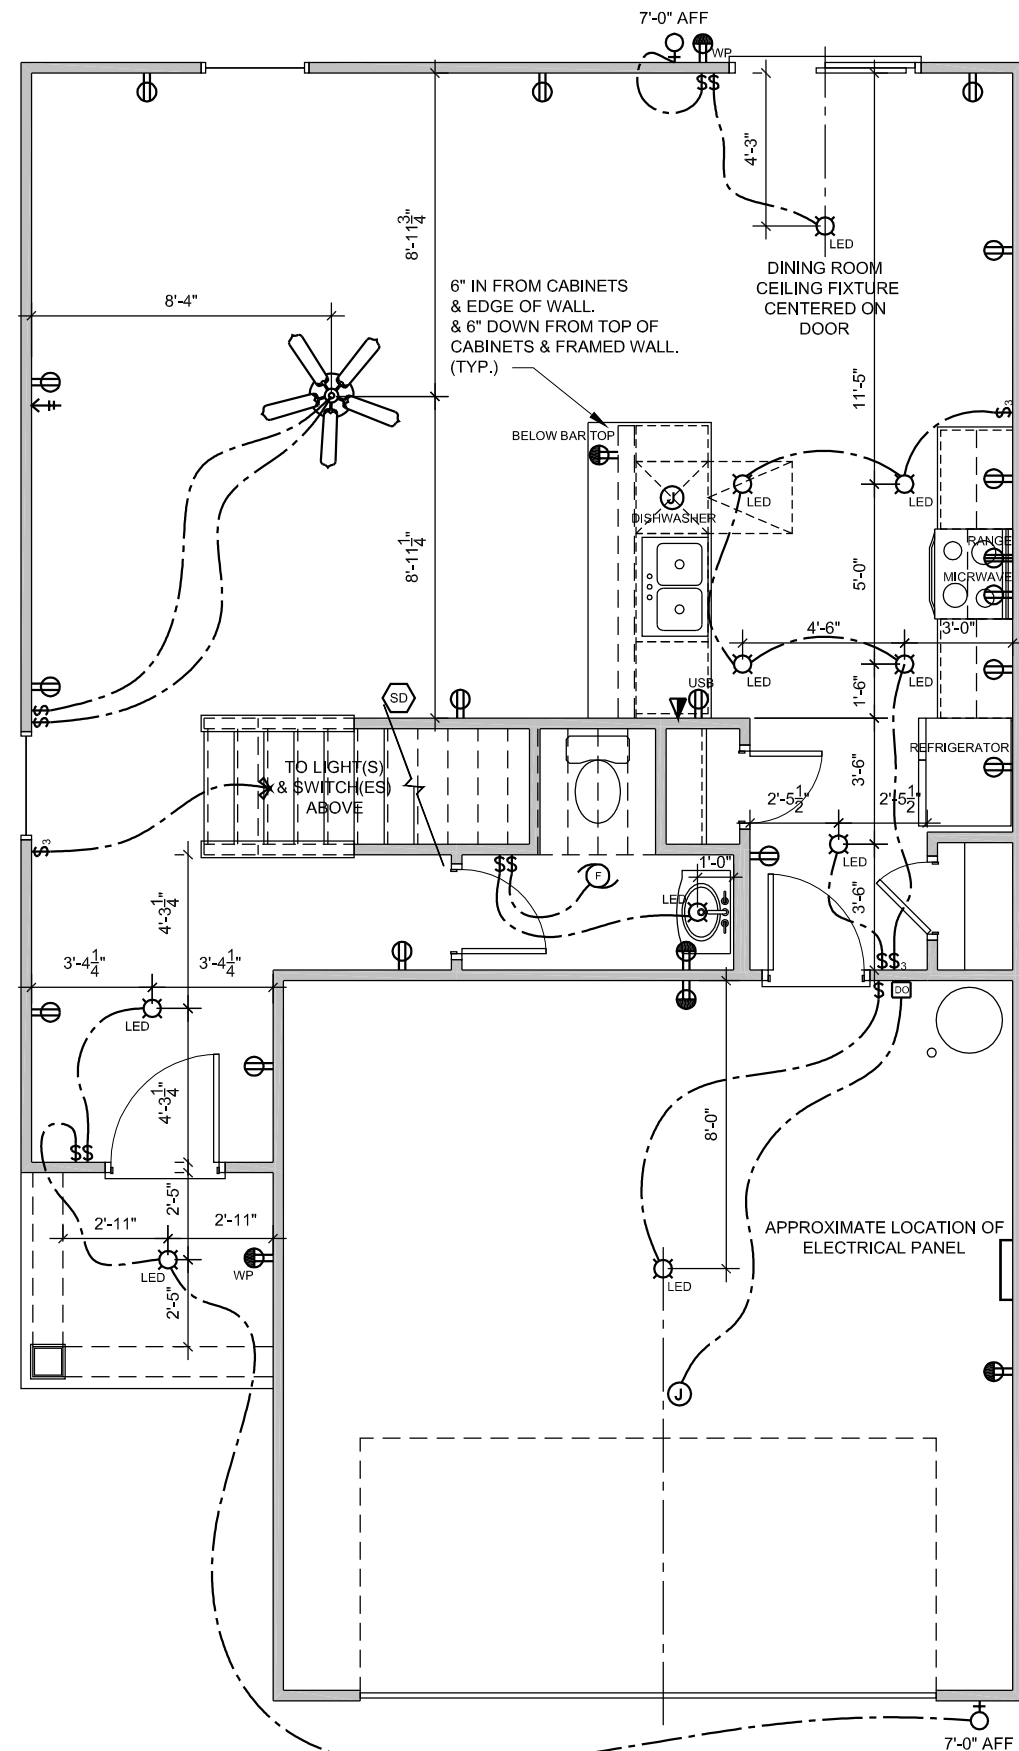 7'-0" AFF
WP
$$
4'-3"
LED
DINING ROOM
CEILING FIXTURE
CENTERED ON
DOOR
8'-11 3/4"
8'-4"
6" IN FROM CABINETS
& EDGE OF WALL.
& 6" DOWN FROM TOP OF
CABINETS & FRAMED WALL.
(TYP.)
11'-5"
$3
BELOW BAR TOP
LED
LED
J
DISHWASHER
RANGE
MICRWAVE
8'-11 1/4"
5'-0"
4'-6"
3'-0"
LED
LED
USB
1'-6"
SD
$$
REFRIGERATOR
TO LIGHT(S)
& SWITCH(ES)
ABOVE
3'-6"
2'-5 1/2"
2'-5 1/2"
$3
LED
$$
F
1'-0"
LED
3'-6"
4'-3 1/4"
3'-4 1/4"
3'-4 1/4"
$$3
$
DO
LED
4'-3 1/4"
8'-0"
$$
2'-5"
2'-11"
2'-11"
APPROXIMATE LOCATION OF
ELECTRICAL PANEL
LED
WP
LED
2'-5"
J
7'-0" AFF